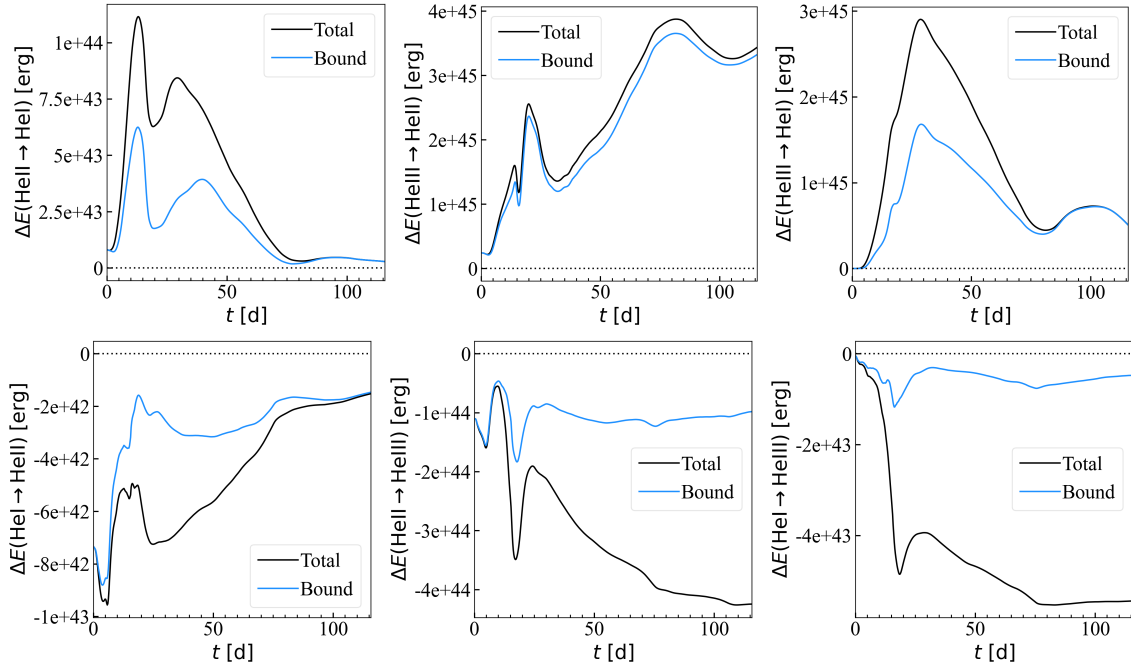 ΔE(HeII → HeI) [erg]
1e+44
7.5e+43
5e+43
2.5e+43
0
Total
Bound
0
50
100
t [d]
ΔE(HeIII → HeII) [erg]
4e+45
3e+45
2e+45
1e+45
0
Total
Bound
0
50
100
t [d]
ΔE(HeIII → HeI) [erg]
3e+45
2e+45
1e+45
0
Total
Bound
0
50
100
t [d]
ΔE(HeI → HeII) [erg]
0
-2e+42
-4e+42
-6e+42
-8e+42
-1e+43
Total
Bound
0
50
100
t [d]
ΔE(HeII → HeIII) [erg]
0
-1e+44
-2e+44
-3e+44
-4e+44
Total
Bound
0
50
100
t [d]
ΔE(HeI → HeIII) [erg]
0
-2e+43
-4e+43
Total
Bound
0
50
100
t [d]